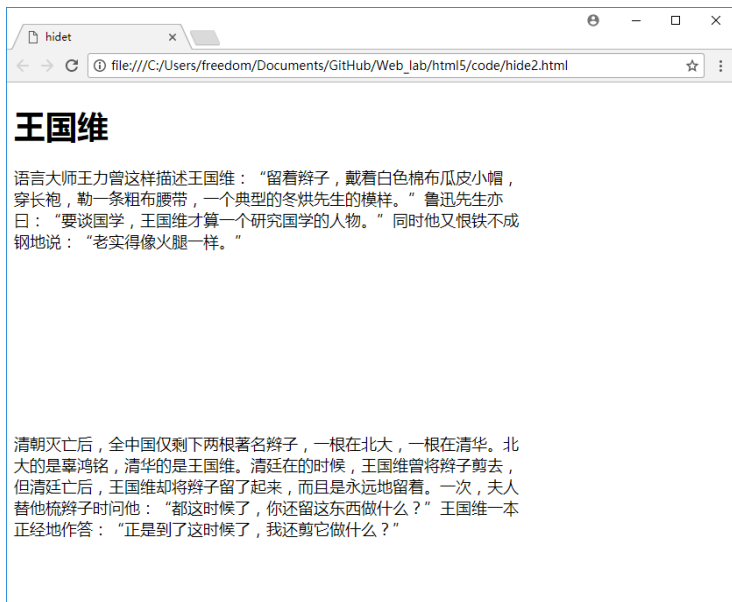 hidet
file:///C:/Users/freedom/Documents/GitHub/Web_lab/html5/code/hide2.html
王国维
语言大师王力曾这样描述王国维：“留着辫子，戴着白色棉布瓜皮小帽，
穿长袍，勒一条粗布腰带，一个典型的冬烘先生的模样。”鲁迅先生亦
曰：“要谈国学，王国维才算一个研究国学的人物。”同时他又恨铁不成
钢地说：“老实得像火腿一样。”
清朝灭亡后，全中国仅剩下两根著名辫子，一根在北大，一根在清华。北
大的是辜鸿铭，清华的是王国维。清廷在的时候，王国维曾将辫子剪去，
但清廷亡后，王国维却将辫子留了起来，而且是永远地留着。一次，夫人
替他梳辫子时问他：“都这时候了，你还留这东西做什么？”王国维一本
正经地作答：“正是到了这时候了，我还剪它做什么？”